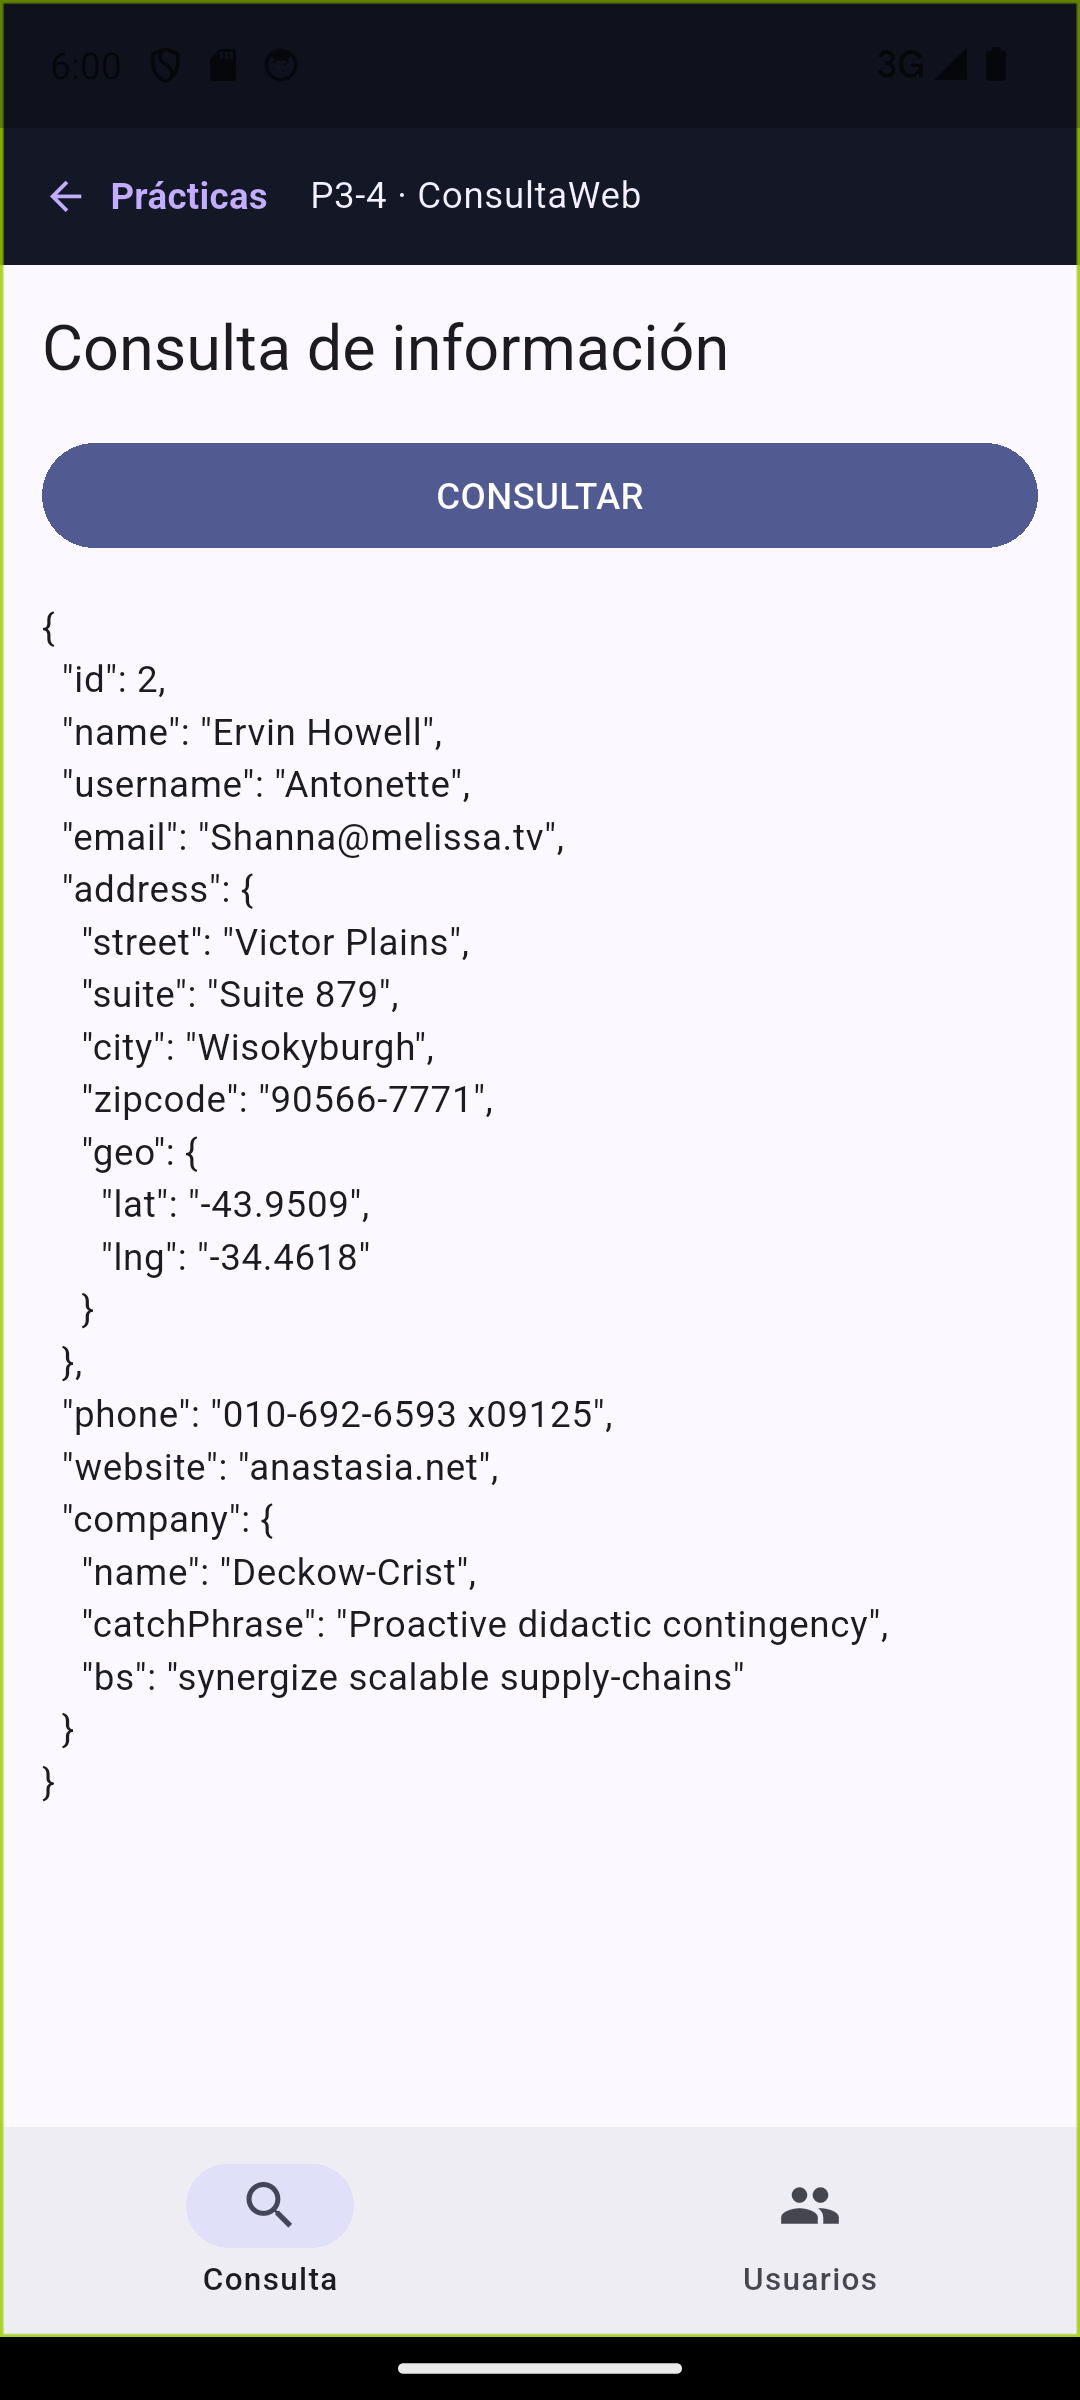 6:00
3G
Prácticas P3-4 · ConsultaWeb
Consulta de información
CONSULTAR
{
"id": 2,
"name": "Ervin Howell",
"username": "Antonette",
"email": "Shanna@melissa.tv",
"address": {
"street": "Victor Plains",
"suite": "Suite 879",
"city": "Wisokyburgh",
"zipcode": "90566-7771",
"geo": {
"lat": "-43.9509",
"lng": "-34.4618"
}
},
"phone": "010-692-6593 x09125",
"website": "anastasia.net",
"company": {
"name": "Deckow-Crist",
"catchPhrase": "Proactive didactic contingency",
"bs": "synergize scalable supply-chains"
}
}
Consulta
Usuarios